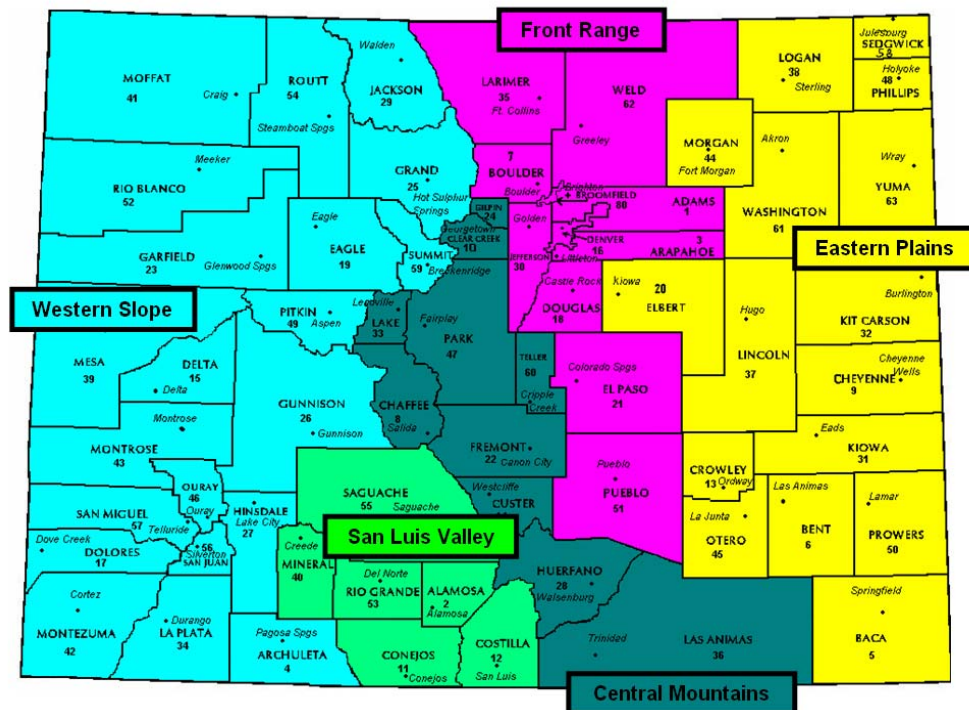 Front Range
Julesburg
SEDGWICK
58
Walden
LOGAN
38
Sterling
Holyoke
48
PHILLIPS
MOFFAT
41
Craig
ROUTT
54
Steamboat Spgs
JACKSON
29
LARIMER
35
Ft. Collins
WELD
62
Greeley
MORGAN
44
Fort Morgan
Akron
WASHINGTON
61
Wray
YUMA
63
Meeker
RIO BLANCO
52
GRAND
25
Hot Sulphur
Springs
7
BOULDER
Boulder
Brighton
BROOMFIELD
80
ADAMS
1
GILPIN
24
Golden
Georgetown
CLEAR CREEK
10
DENVER
16
3
ARAPAHOE
Littleton
JEFFERSON
30
Eastern Plains
Eagle
EAGLE
19
GARFIELD
23
Glenwood Spgs
SUMMIT
59
Breckenridge
Castle Rock
DOUGLAS
18
Kiowa
20
ELBERT
Burlington
KIT CARSON
32
Western Slope
PITKIN
49
Aspen
Leadville
LAKE
33
Fairplay
PARK
47
Hugo
LINCOLN
37
MESA
39
DELTA
15
Delta
TELLER
60
Cripple
Creek
Colorado Spgs
EL PASO
21
Cheyenne
Wells
CHEYENNE
9
GUNNISON
26
Gunnison
CHAFFEE
8
Salida
Montrose
MONTROSE
43
FREMONT
22
Canon City
Eads
KIOWA
31
CROWLEY
13
Ordway
OURAY
46
Ouray
SAGUACHE
55
Saguache
Westcliffe
CUSTER
Pueblo
PUEBLO
51
Las Animas
BENT
6
Lamar
PROWERS
50
La Junta
OTERO
45
SAN MIGUEL
57
Telluride
HINSDALE
Lake City
27
San Luis Valley
Dove Creek
DOLORES
17
56
Silverton
SAN JUAN
Creede
MINERAL
40
Del Norte
RIO GRANDE
53
ALAMOSA
2
Alamosa
HUERFANO
28
Walsenburg
Springfield
BACA
5
Cortez
MONTEZUMA
42
Durango
LA PLATA
34
Pagosa Spgs
ARCHULETA
4
CONEJOS
11
Conejos
COSTILLA
12
San Luis
Trinidad
LAS ANIMAS
36
Central Mountains